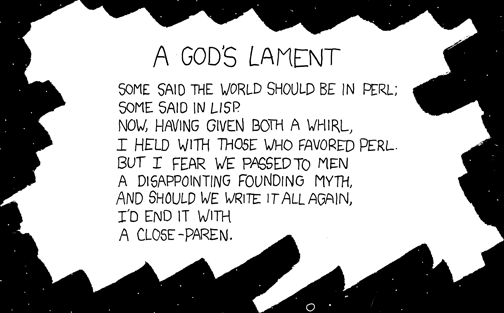 A GOD'S LAMENT
SOME SAID THE WORLD SHOULD BE IN PERL;
SOME SAID IN LISP.
NOW, HAVING GIVEN BOTH A WHIRL,
I HELD WITH THOSE WHO FAVORED PERL.
BUT I FEAR WE PASSED TO MEN
A DISAPPOINTING FOUNDING MYTH,
AND SHOULD WE WRITE IT ALL AGAIN,
I'D END IT WITH
A CLOSE-PAREN.